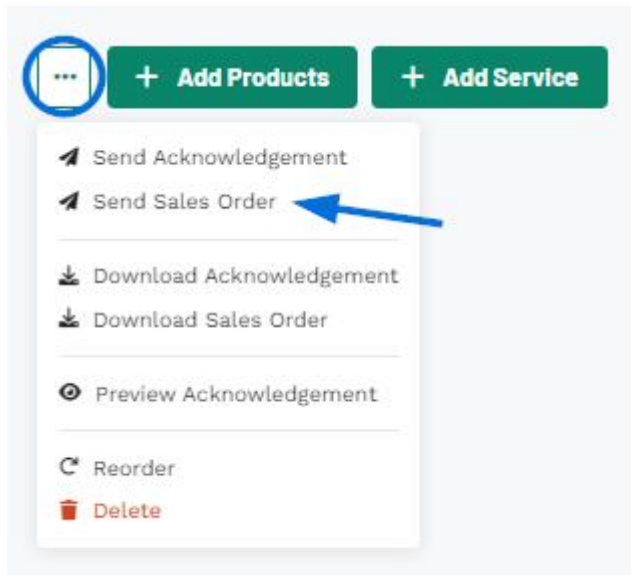 ... + Add Products + Add Service
Send Acknowledgement
Send Sales Order
Download Acknowledgement
Download Sales Order
Preview Acknowledgement
Reorder
Delete